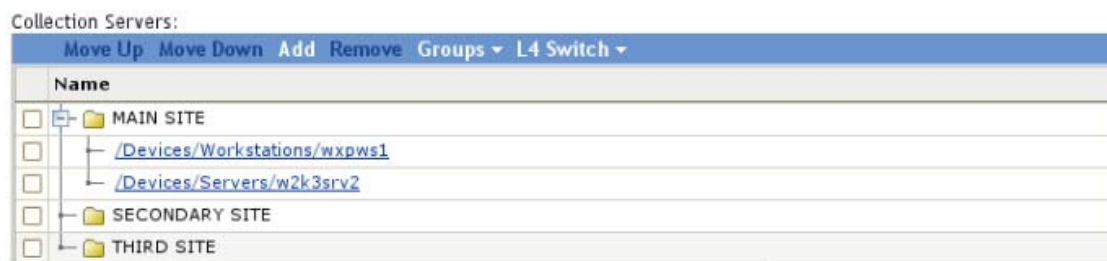 Collection Servers:
Move Up Move Down Add Remove Groups L4 Switch
Name
MAIN SITE
/Devices/Workstations/wxpws1
/Devices/Servers/w2k3srv2
SECONDARY SITE
THIRD SITE